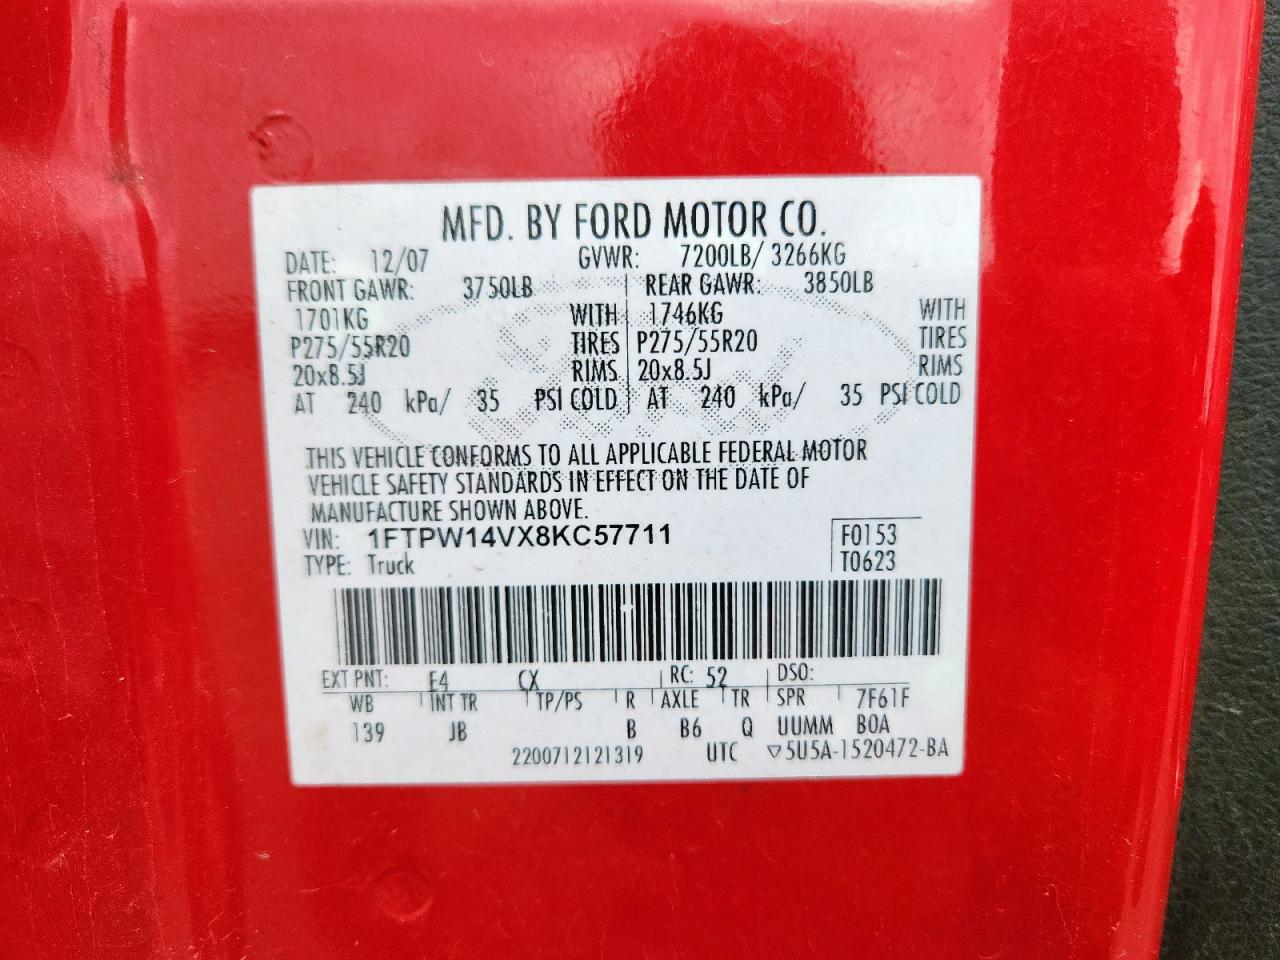 MFD. BY FORD MOTOR CO.
DATE: 12/07 GVWR: 7200LB/ 3266KG
FRONT GAWR: 3750LB REAR GAWR: 3850LB
1701KG WITH 1746KG WITH
P275/55R20 TIRES P275/55R20 TIRES
20x8.5J RIMS 20x8.5J RIMS
AT 240 kPa/ 35 PSI COLD AT 240 kPa/ 35 PSI COLD
THIS VEHICLE CONFORMS TO ALL APPLICABLE FEDERAL MOTOR
VEHICLE SAFETY STANDARDS IN EFFECT ON THE DATE OF
MANUFACTURE SHOWN ABOVE.
VIN: 1FTPW14VX8KC57711 F0153
TYPE: Truck T0623
EXT PNT: E4 CX RC: 52 DSO:
WB INT TR TP/PS R AXLE TR SPR 7F61F
139 JB B B6 Q UUMM BOA
2200712121319 UTC ▽5U5A-1520472-BA